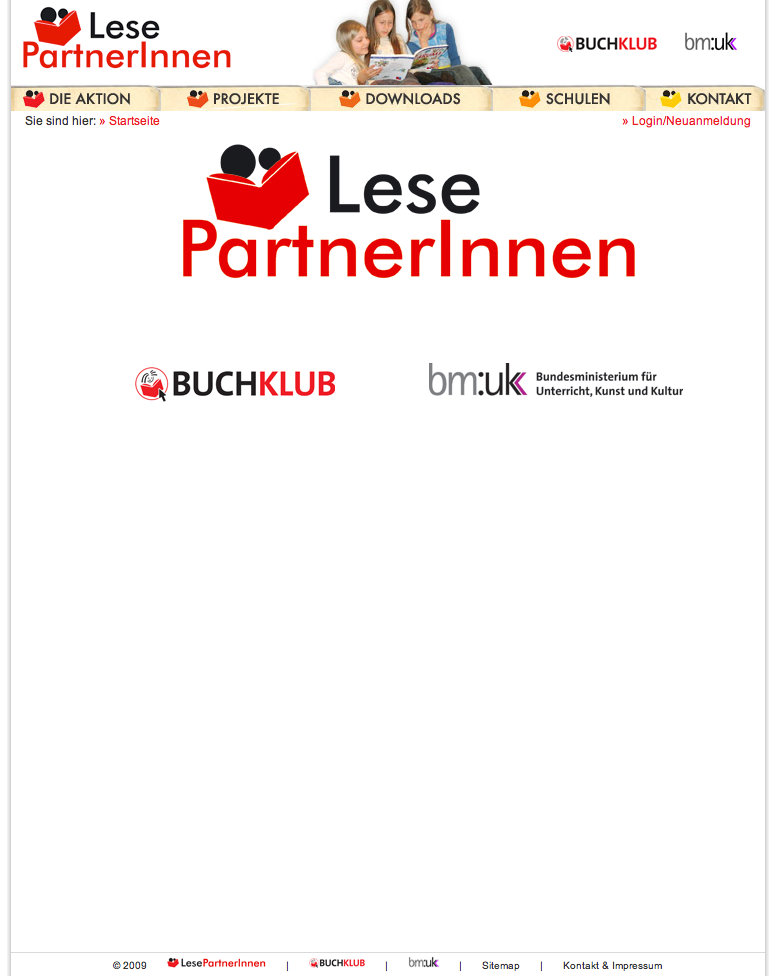 Lese
PartnerInnen
BUCHKLUB
bm:uk
DIE AKTION
PROJEKTE
DOWNLOADS
SCHULEN
KONTAKT
Sie sind hier: » Startseite
» Login/Neuanmeldung
Lese
PartnerInnen
BUCHKLUB
bm:uk
Bundesministerium für
Unterricht, Kunst und Kultur
© 2009 LesePartnerInnen | BUCHKLUB | bm:uk | Sitemap | Kontakt & Impressum